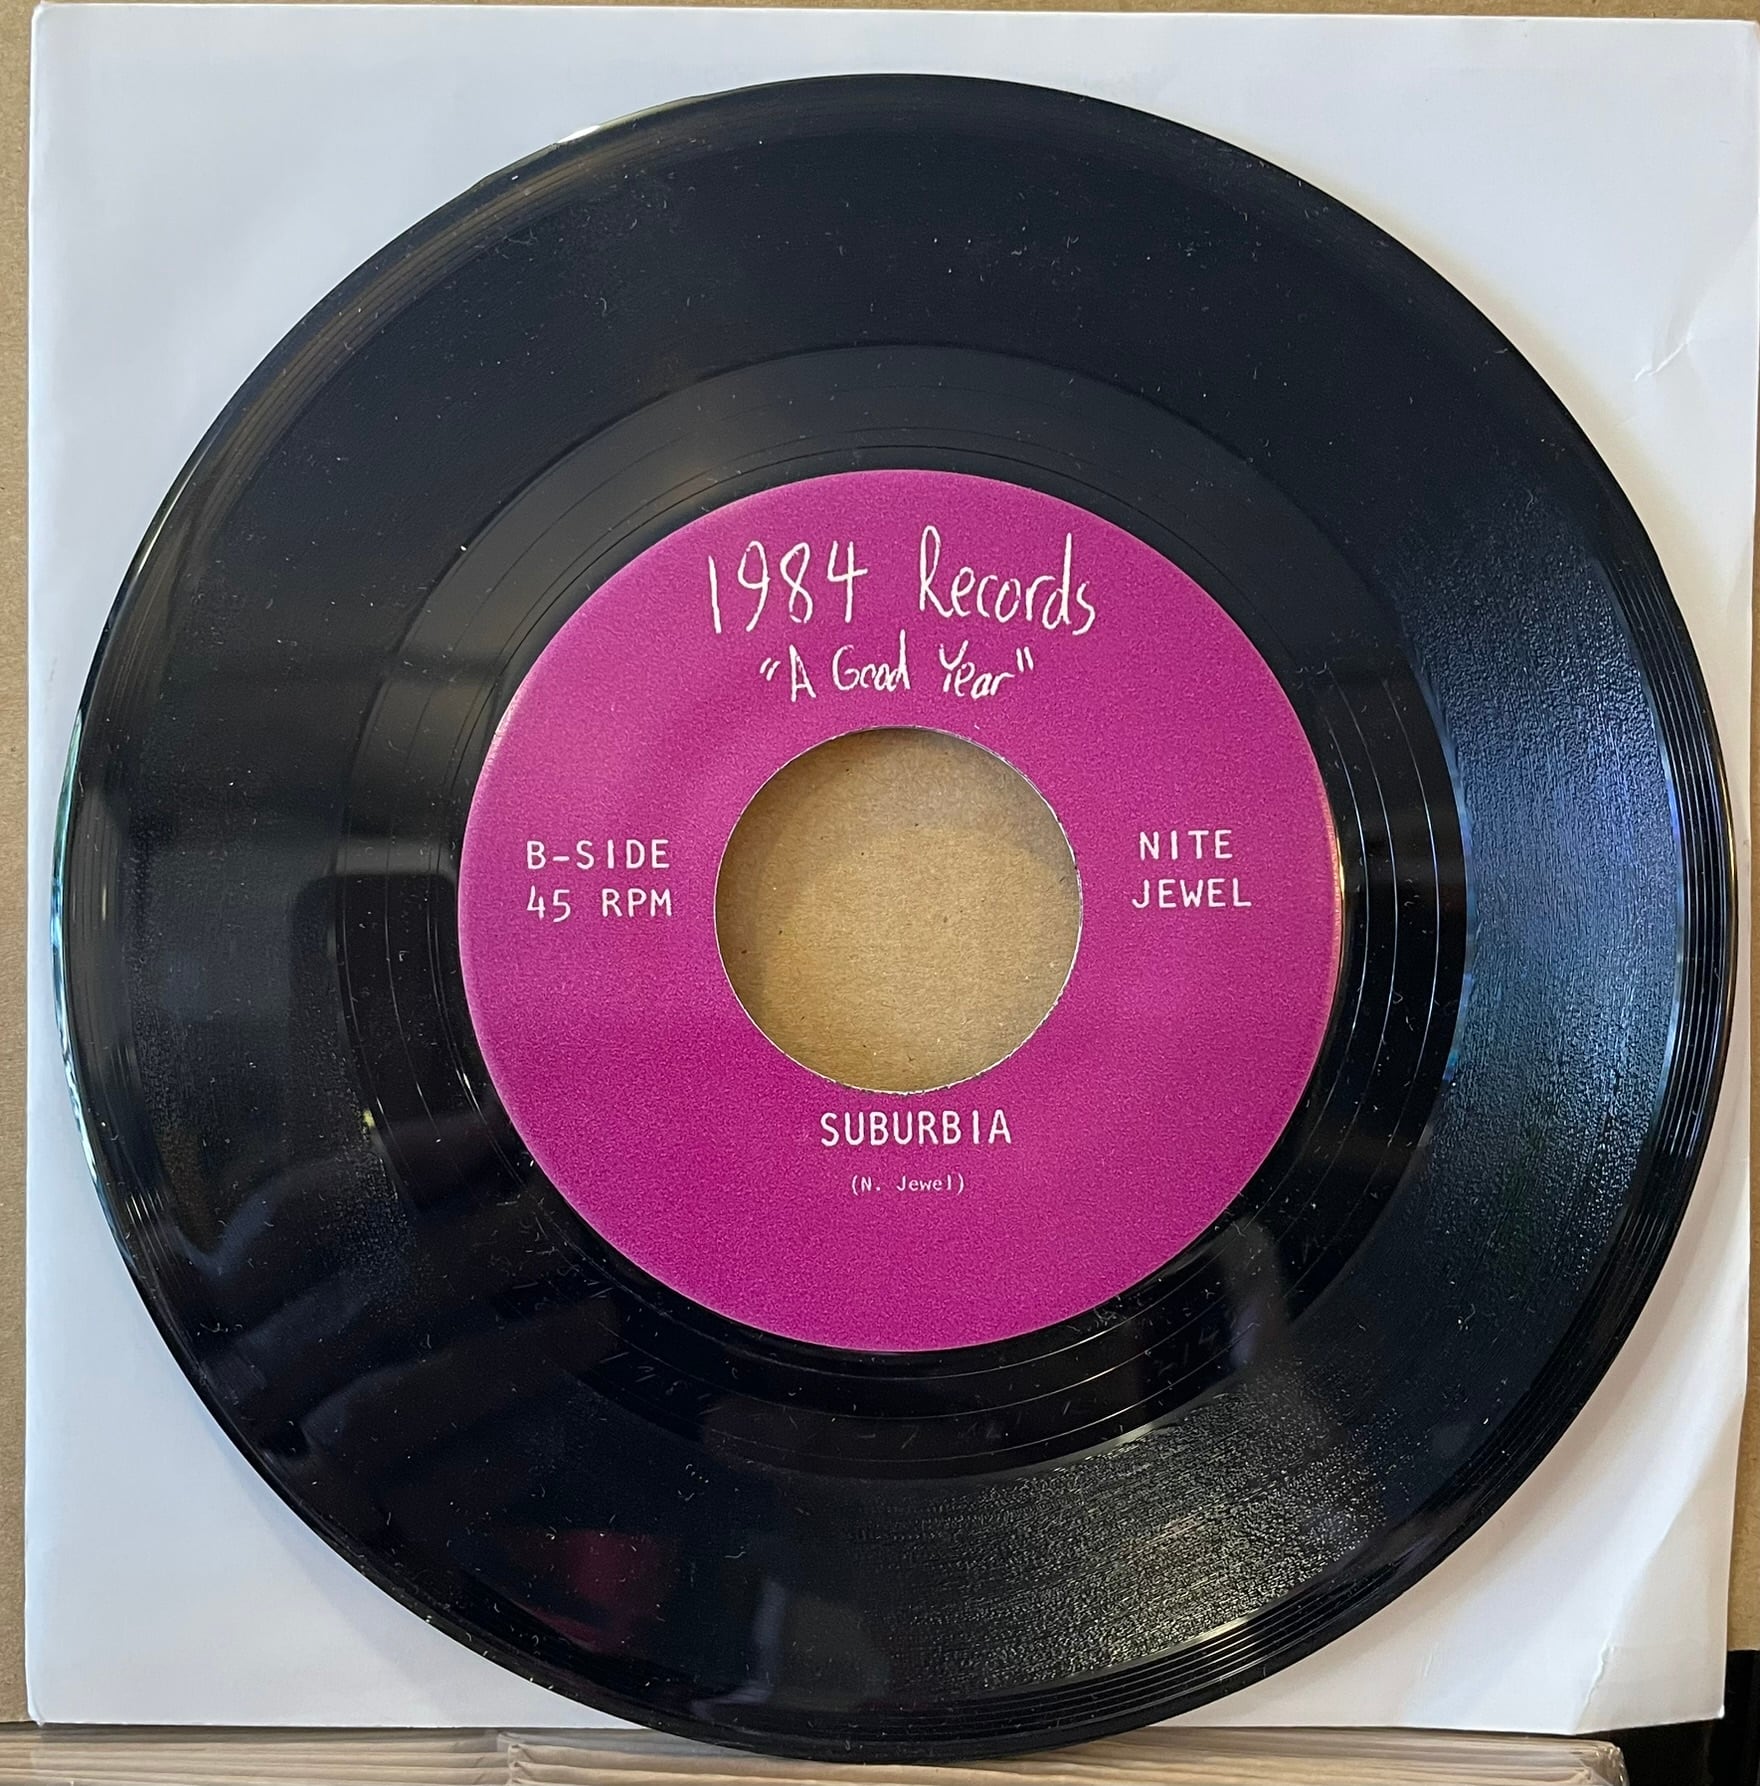 1984 Records
"A Good Year"
B-SIDE
45 RPM
NITE
JEWEL
SUBURBIA
(N. Jewel)